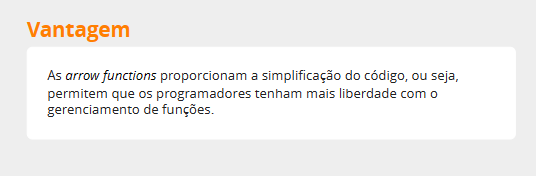 Vantagem
As arrow functions proporcionam a simplificação do código, ou seja,
permitem que os programadores tenham mais liberdade com o
gerenciamento de funções.